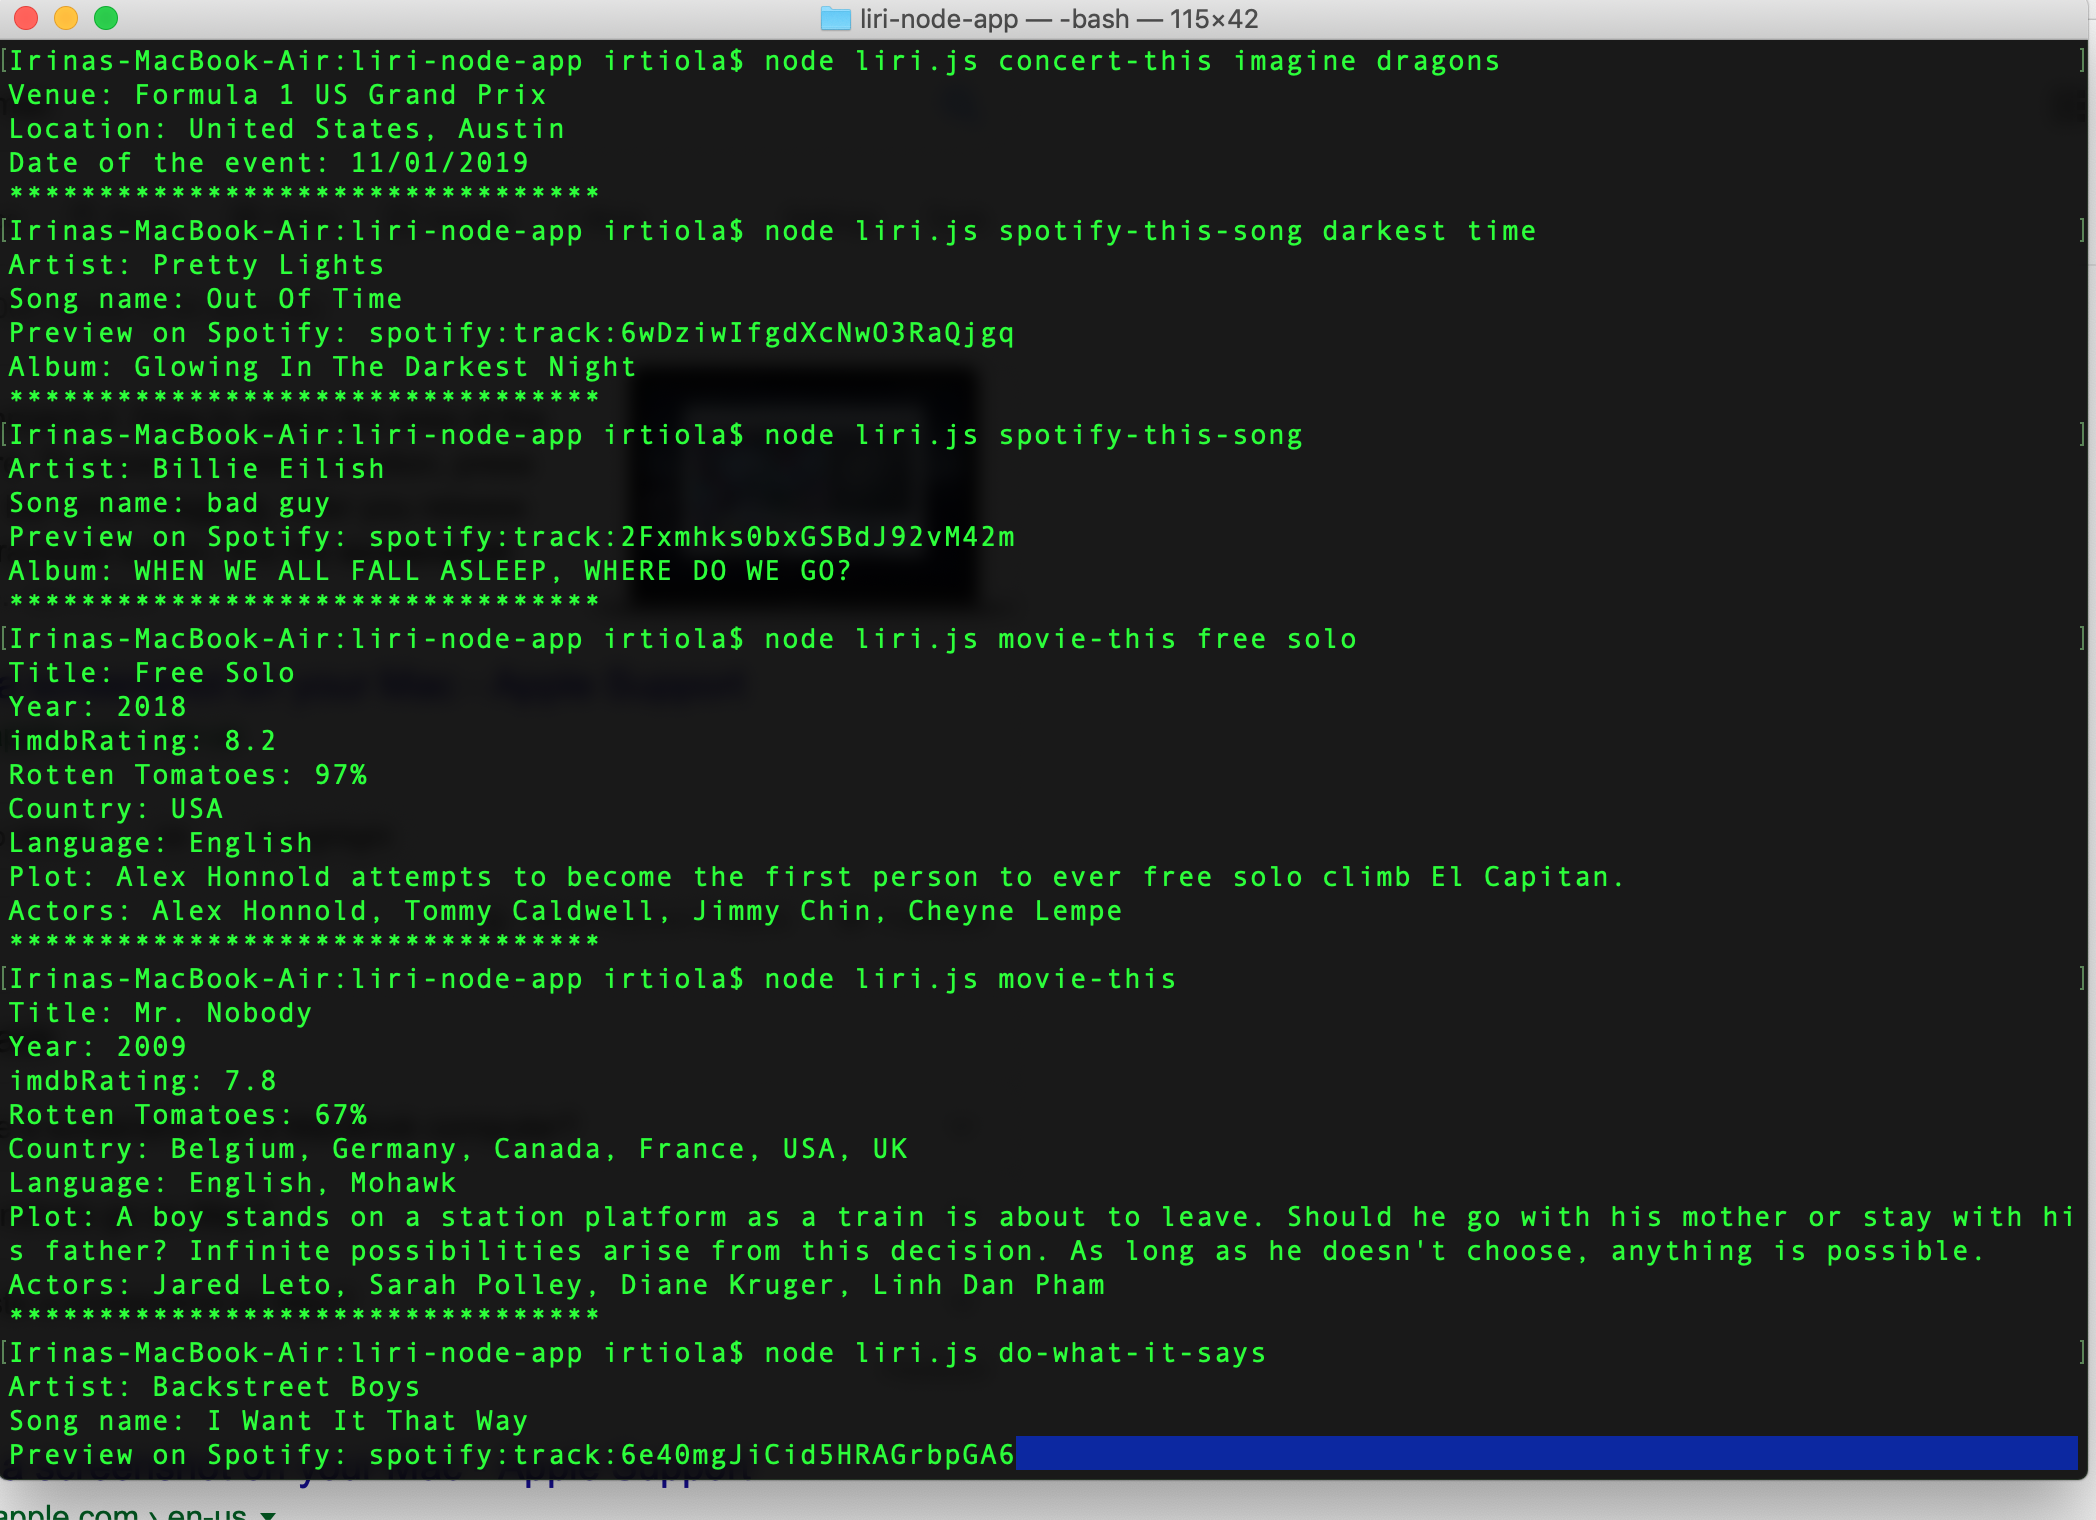 liri-node-app — -bash — 115×42
[Irinas-MacBook-Air:liri-node-app irtiola$ node liri.js concert-this imagine dragons ]
Venue: Formula 1 US Grand Prix
Location: United States, Austin
Date of the event: 11/01/2019
*********************************
[Irinas-MacBook-Air:liri-node-app irtiola$ node liri.js spotify-this-song darkest time ]
Artist: Pretty Lights
Song name: Out Of Time
Preview on Spotify: spotify:track:6wDziwIfgdXcNwO3RaQjgq
Album: Glowing In The Darkest Night
*********************************
[Irinas-MacBook-Air:liri-node-app irtiola$ node liri.js spotify-this-song ]
Artist: Billie Eilish
Song name: bad guy
Preview on Spotify: spotify:track:2Fxmhks0bxGSBdJ92vM42m
Album: WHEN WE ALL FALL ASLEEP, WHERE DO WE GO?
*********************************
[Irinas-MacBook-Air:liri-node-app irtiola$ node liri.js movie-this free solo ]
Title: Free Solo
Year: 2018
imdbRating: 8.2
Rotten Tomatoes: 97%
Country: USA
Language: English
Plot: Alex Honnold attempts to become the first person to ever free solo climb El Capitan.
Actors: Alex Honnold, Tommy Caldwell, Jimmy Chin, Cheyne Lempe
*********************************
[Irinas-MacBook-Air:liri-node-app irtiola$ node liri.js movie-this ]
Title: Mr. Nobody
Year: 2009
imdbRating: 7.8
Rotten Tomatoes: 67%
Country: Belgium, Germany, Canada, France, USA, UK
Language: English, Mohawk
Plot: A boy stands on a station platform as a train is about to leave. Should he go with his mother or stay with hi
s father? Infinite possibilities arise from this decision. As long as he doesn't choose, anything is possible.
Actors: Jared Leto, Sarah Polley, Diane Kruger, Linh Dan Pham
*********************************
[Irinas-MacBook-Air:liri-node-app irtiola$ node liri.js do-what-it-says ]
Artist: Backstreet Boys
Song name: I Want It That Way
Preview on Spotify: spotify:track:6e40mgJiCid5HRAGrbpGA6
a screenshot on your Mac - Apple Support
apple.com › en-us